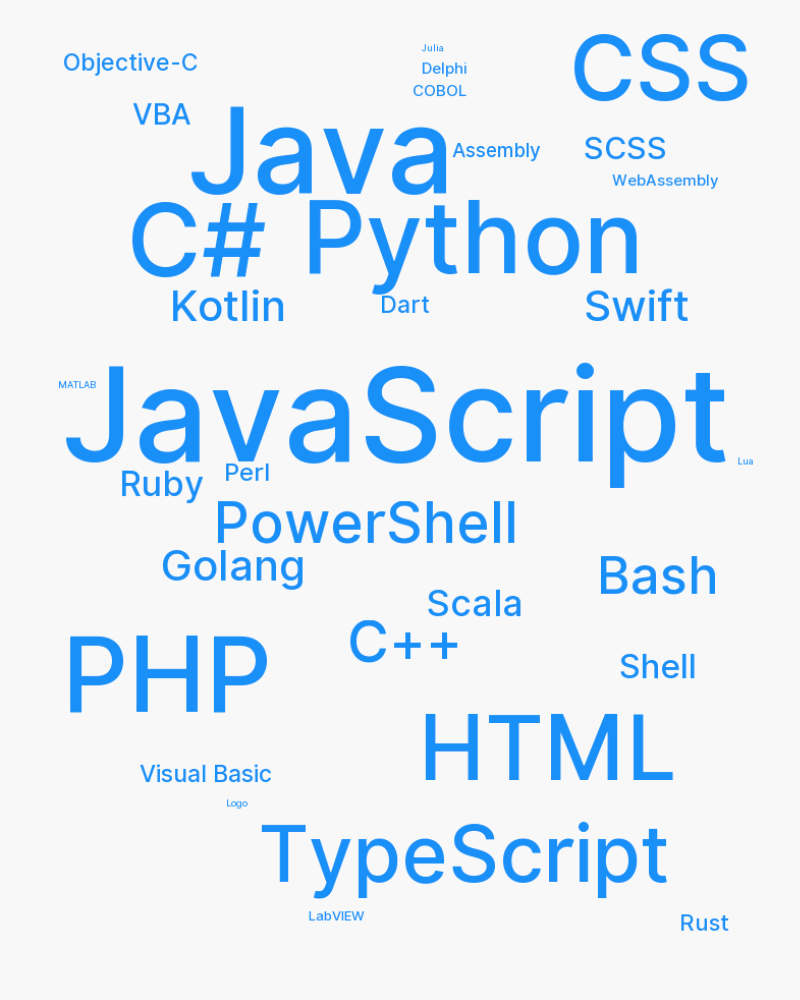 Julia
CSS
Objective-C
Delphi
COBOL
VBA
Java
Assembly
SCSS
WebAssembly
C# Python
Kotlin
Dart
Swift
MATLAB
JavaScript
Lua
Ruby
Perl
PowerShell
Golang
Bash
Scala
C++
Shell
PHP
HTML
Visual Basic
Logo
TypeScript
LabVIEW
Rust